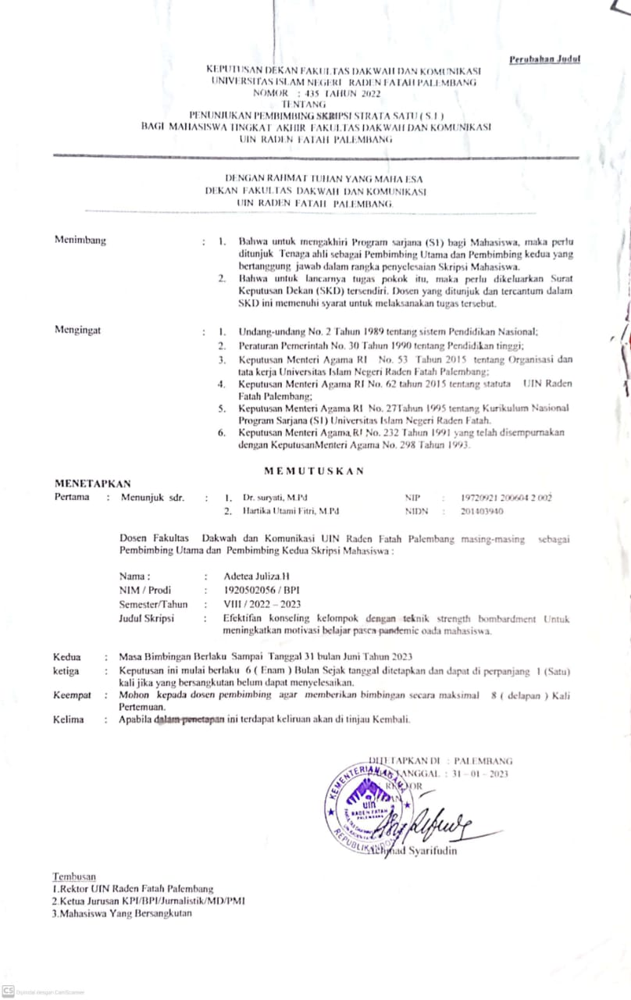 Perubahan Judul
KEPUTUSAN DEKAN FAKULTAS DAKWAH DAN KOMUNIKASI
UNIVERSITAS ISLAM NEGERI RADEN FATAH PALEMBANG
NOMOR : 435 TAHUN 2022
TENTANG
PENUNJUKAN PEMBIMBING SKRIPSI STRATA SATU ( S.1 )
BAGI MAHASISWA TINGKAT AKHIR FAKULTAS DAKWAH DAN KOMUNIKASI
UIN RADEN FATAH PALEMBANG
DENGAN RAHMAT TUHAN YANG MAHA ESA
DEKAN FAKULTAS DAKWAH DAN KOMUNIKASI
UIN RADEN FATAH PALEMBANG
Menimbang : 1. Bahwa untuk mengakhiri Program sarjana (S1) bagi Mahasiswa, maka perlu
ditunjuk Tenaga ahli sebagai Pembimbing Utama dan Pembimbing kedua yang
bertanggung jawab dalam rangka penyelesaian Skripsi Mahasiswa.
2. Bahwa untuk lancarnya tugas pokok itu, maka perlu dikeluarkan Surat
Keputusan Dekan (SKD) tersendiri. Dosen yang ditunjuk dan tercantum dalam
SKD ini memenuhi syarat untuk melaksanakan tugas tersebut.
Mengingat : 1. Undang-undang No. 2 Tahun 1989 tentang sistem Pendidikan Nasional;
2. Peraturan Pemerintah No. 30 Tahun 1990 tentang Pendidikan tinggi;
3. Keputusan Menteri Agama RI No. 53 Tahun 2015 tentang Organisasi dan
tata kerja Universitas Islam Negeri Raden Fatah Palembang;
4. Keputusan Menteri Agama RI No. 62 tahun 2015 tentang statuta UIN Raden
Fatah Palembang;
5. Keputusan Menteri Agama RI No. 27Tahun 1995 tentang Kurikulum Nasional
Program Sarjana (S1) Universitas Islam Negeri Raden Fatah.
6. Keputusan Menteri Agama RI No. 232 Tahun 1991 yang telah disempurnakan
dengan KeputusanMenteri Agama No. 298 Tahun 1993.
MEMUTUSKAN
MENETAPKAN
Pertama : Menunjuk sdr. : 1. Dr. suryati, M.Pd NIP : 19720921 200604 2 002
2. Hartika Utami Fitri, M.Pd NIDN : 201403940
Dosen Fakultas Dakwah dan Komunikasi UIN Raden Fatah Palembang masing-masing sebagai
Pembimbing Utama dan Pembimbing Kedua Skripsi Mahasiswa :
Nama : : Adetea Juliza.H
NIM / Prodi : 1920502056 / BPI
Semester/Tahun : VIII / 2022 – 2023
Judul Skripsi : Efektifan konseling kelompok dengan teknik strength bombardment Untuk
meningkatkan motivasi belajar pasca pandemic oada mahasiswa.
Kedua : Masa Bimbingan Berlaku Sampai Tanggal 31 bulan Juni Tahun 2023
ketiga : Keputusan ini mulai berlaku 6 ( Enam ) Bulan Sejak tanggal ditetapkan dan dapat di perpanjang 1 (Satu)
kali jika yang bersangkutan belum dapat menyelesaikan.
Keempat : Mohon kepada dosen pembimbing agar memberikan bimbingan secara maksimal 8 ( delapan ) Kali
Pertemuan.
Kelima : Apabila dalam penetapan ini terdapat keliruan akan di tinjau Kembali.
DITETAPKAN DI : PALEMBANG
TANGGAL : 31 – 01 – 2023
KEMENTERIAN AGAMA
UIN
RADEN FATAH
PALEMBANG
REPUBLIK INDONESIA
Achmad Syarifudin
Tembusan
1.Rektor UIN Raden Fatah Palembang
2.Ketua Jurusan KPI/BPI/Jurnalistik/MD/PMI
3.Mahasiswa Yang Bersangkutan
CS Dipindai dengan CamScanner